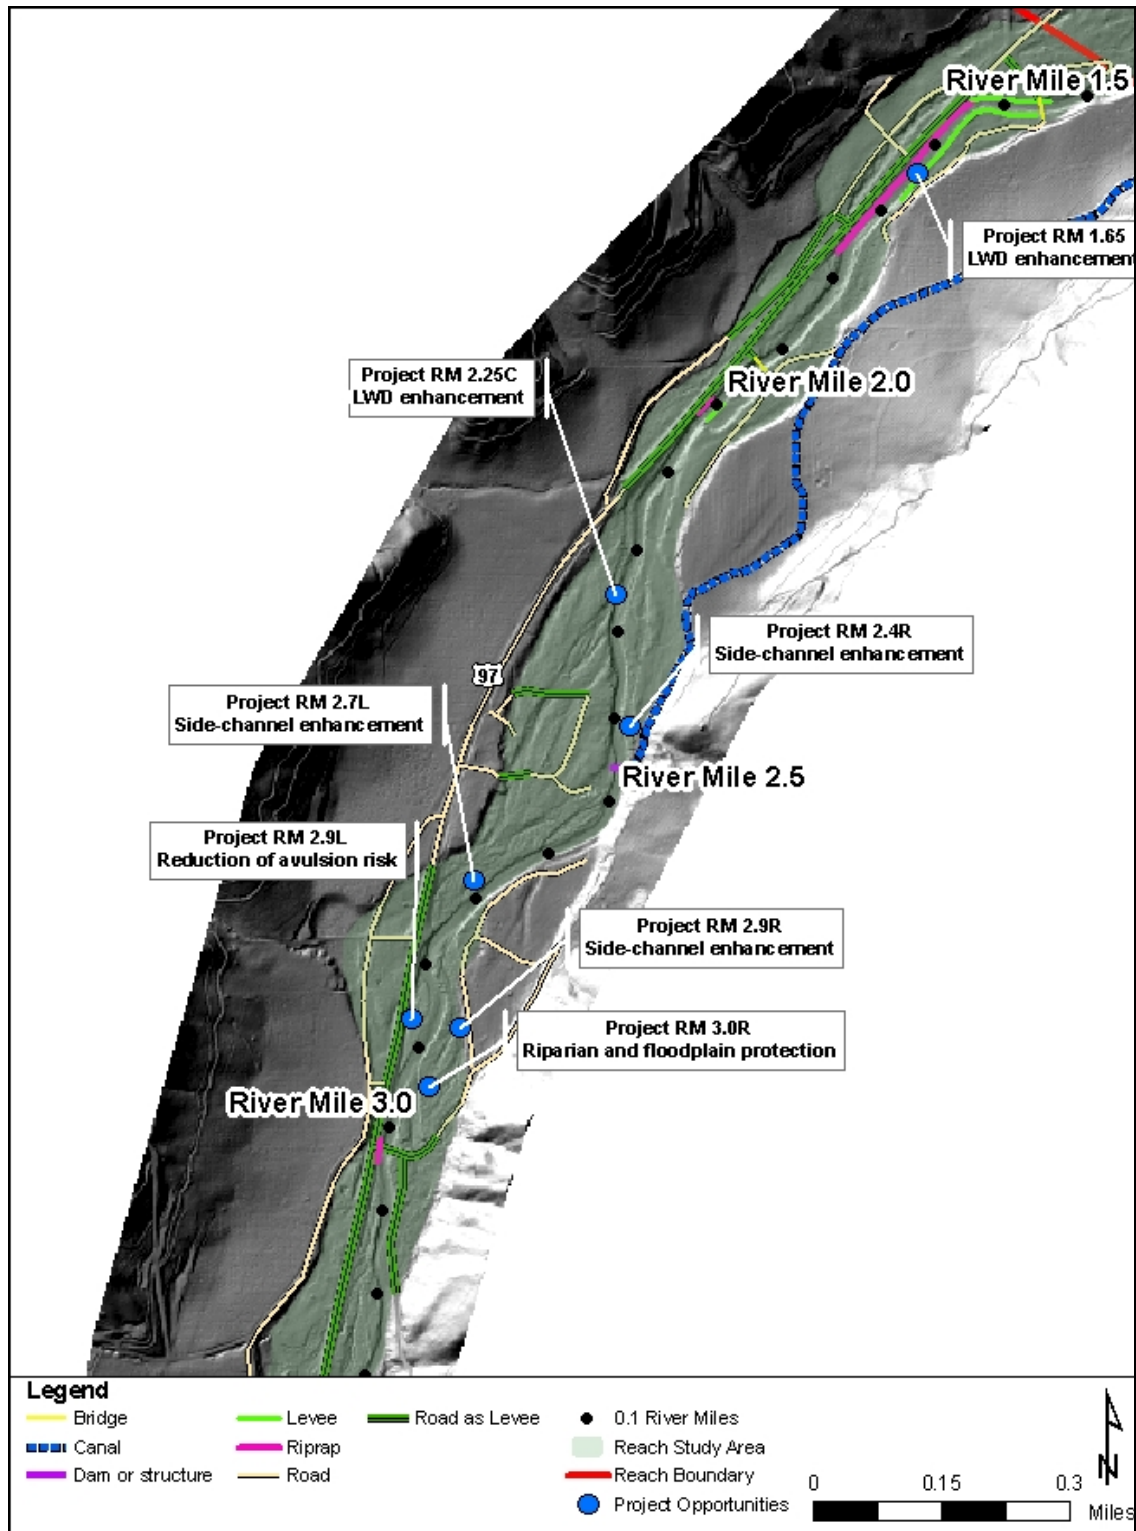 River Mile 1.5
Project RM 1.65
LWD enhancement
Project RM 2.25C
LWD enhancement
River Mile 2.0
Project RM 2.4R
Side-channel enhancement
97
Project RM 2.7L
Side-channel enhancement
River Mile 2.5
Project RM 2.9L
Reduction of avulsion risk
Project RM 2.9R
Side-channel enhancement
Project RM 3.0R
Riparian and floodplain protection
River Mile 3.0
Legend
Bridge
Canal
Dam or structure
Levee
Riprap
Road
Road as Levee
0.1 River Miles
Reach Study Area
Reach Boundary
Project Opportunities
0 0.15 0.3
Miles
N